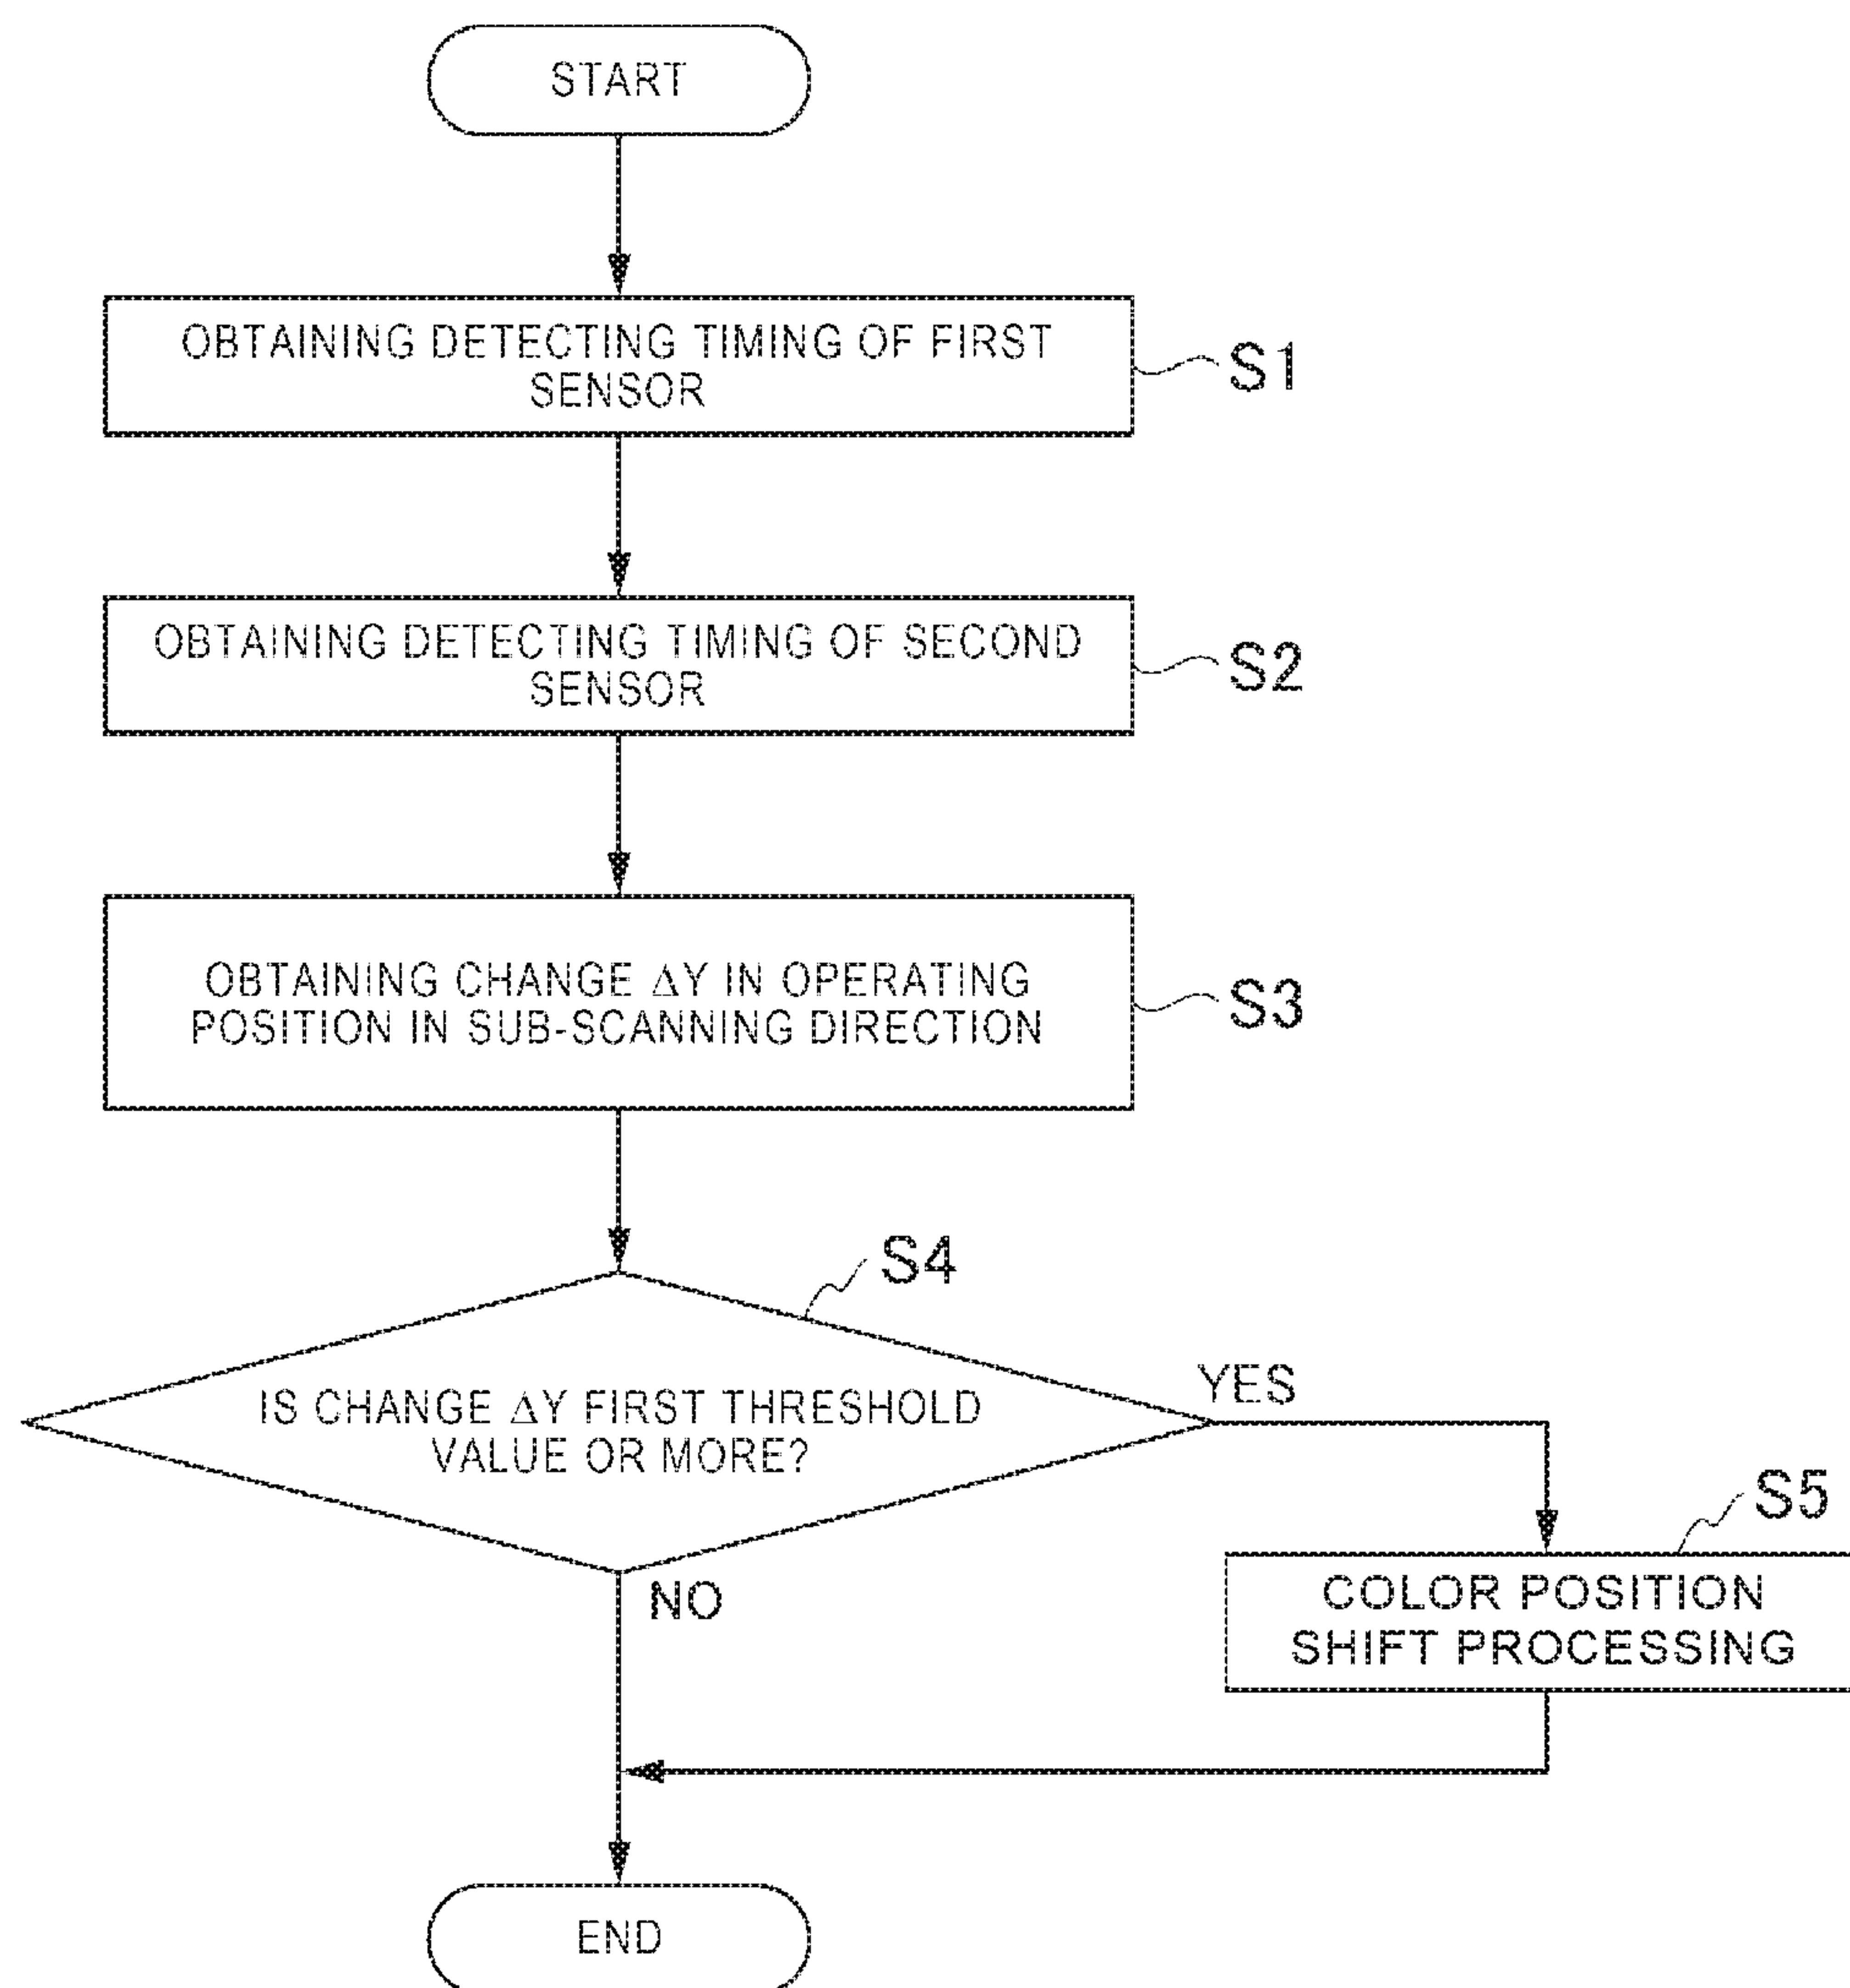 START
OBTAINING DETECTING TIMING OF FIRST
SENSOR
S1
OBTAINING DETECTING TIMING OF SECOND
SENSOR
S2
OBTAINING CHANGE ΔY IN OPERATING
POSITION IN SUB-SCANNING DIRECTION
S3
S4
IS CHANGE ΔY FIRST THRESHOLD
VALUE OR MORE?
YES
NO
S5
COLOR POSITION
SHIFT PROCESSING
END